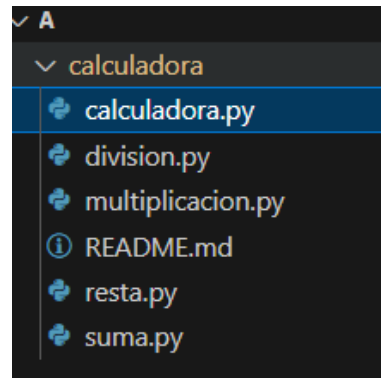 A
calculadora
calculadora.py
division.py
multiplicacion.py
README.md
resta.py
suma.py